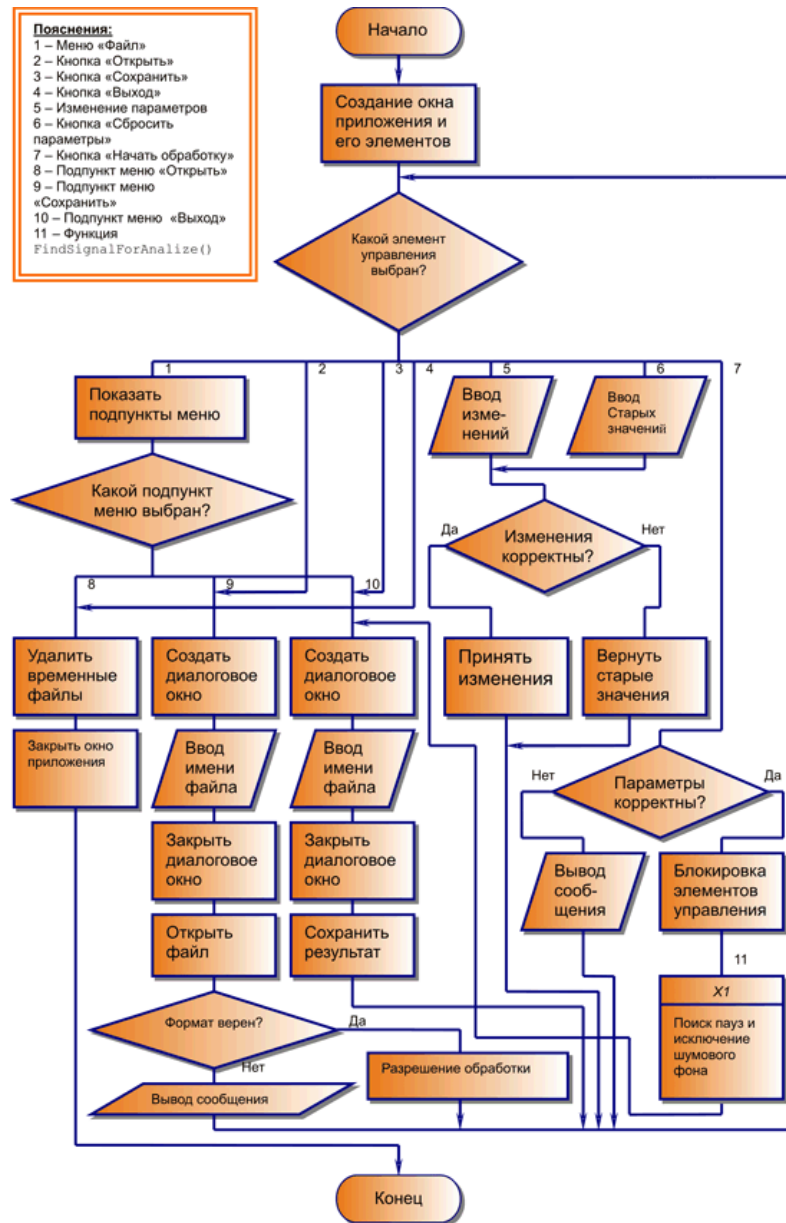 Пояснения:
1 – Меню «Файл»
2 – Кнопка «Открыть»
3 – Кнопка «Сохранить»
4 – Кнопка «Выход»
5 – Изменение параметров
6 – Кнопка «Сбросить
параметры»
7 – Кнопка «Начать обработку»
8 – Подпункт меню «Открыть»
9 – Подпункт меню
«Сохранить»
10 – Подпункт меню «Выход»
11 – Функция
FindSignalForAnalize()
Начало
Создание окна
приложения и
его элементов
Какой элемент
управления
выбран?
1
2
3
4
5
6
7
Показать
подпункты меню
Ввод
изме-
нений
Ввод
Старых
значений
Какой подпункт
меню выбран?
Да
Изменения
корректны?
Нет
8
9
10
Удалить
временные
файлы
Создать
диалоговое
окно
Создать
диалоговое
окно
Принять
изменения
Вернуть
старые
значения
Закрыть окно
приложения
Ввод
имени
файла
Ввод
имени
файла
Нет
Параметры
корректны?
Да
Закрыть
диалоговое
окно
Закрыть
диалоговое
окно
Вывод
сооб-
щения
Блокировка
элементов
управления
Открыть
файл
Сохранить
результат
11
X1
Поиск пауз и
исключение
шумового
фона
Формат верен?
Да
Нет
Разрешение обработки
Вывод сообщения
Конец